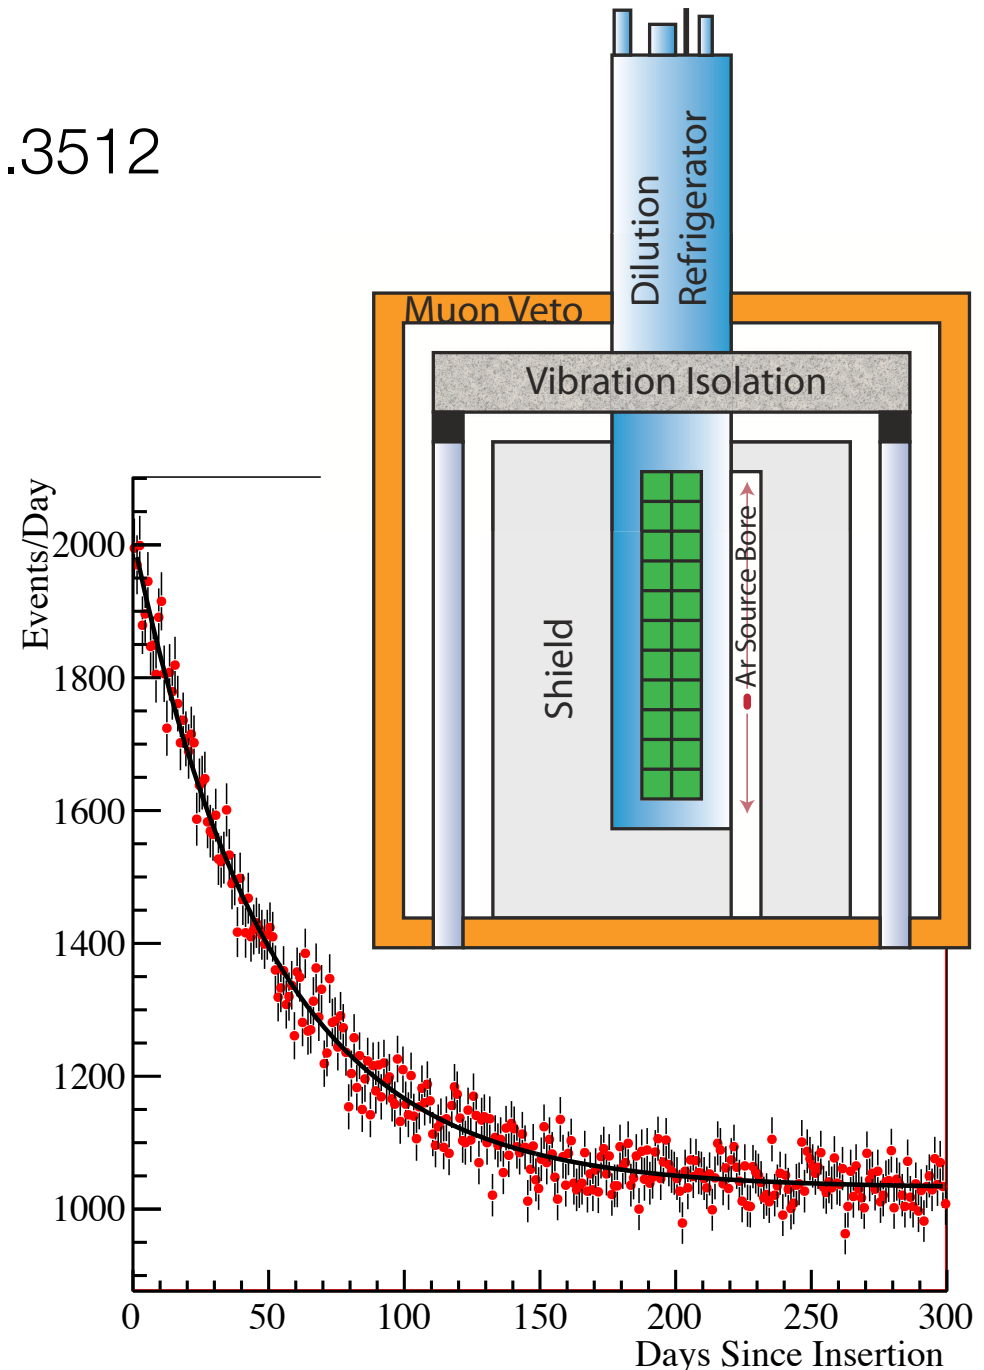 .3512
Dilution
Refrigerator
Muon Veto
Vibration Isolation
Shield
Ar Source Bore
Events/Day
2000
1800
1600
1400
1200
1000
0 50 100 150 200 250 300
Days Since Insertion